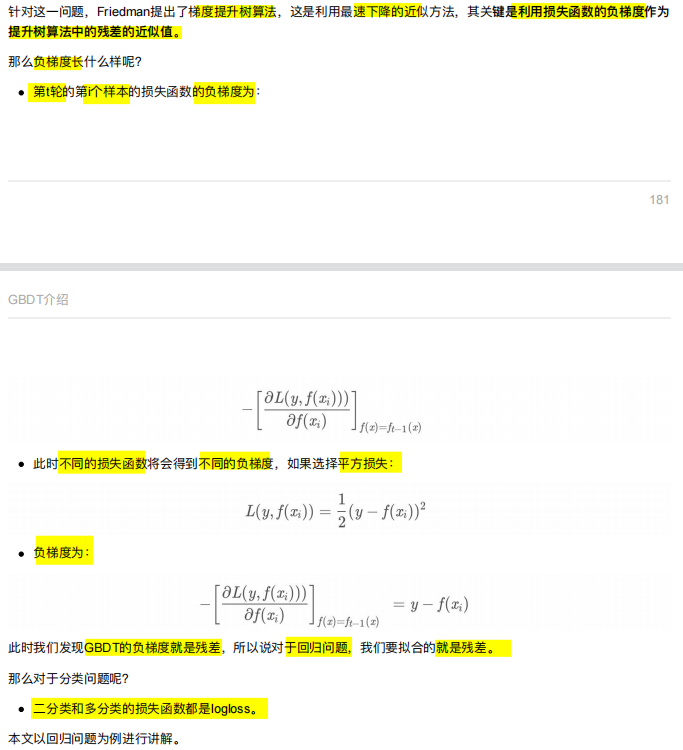 针对这一问题，Friedman提出了梯度提升树算法，这是利用最速下降的近似方法，其关键是利用损失函数的负梯度作为
提升树算法中的残差的近似值。
那么负梯度长什么样呢?
● 第t轮的第i个样本的损失函数的负梯度为：
181
GBDT介绍
-[∂L(y, f(x_i)))/∂f(x_i)]_{f(x)=f_{t-1}(x)}
● 此时不同的损失函数将会得到不同的负梯度，如果选择平方损失：
L(y, f(x_i)) = 1/2 (y - f(x_i))^2
● 负梯度为：
-[∂L(y, f(x_i)))/∂f(x_i)]_{f(x)=f_{t-1}(x)} = y - f(x_i)
此时我们发现GBDT的负梯度就是残差，所以说对于回归问题，我们要拟合的就是残差。
那么对于分类问题呢?
● 二分类和多分类的损失函数都是logloss。
本文以回归问题为例进行讲解。